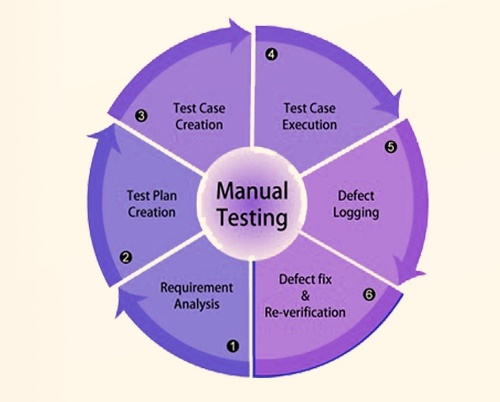 Manual
Testing
1
Requirement
Analysis
2
Test Plan
Creation
3
Test Case
Creation
4
Test Case
Execution
5
Defect
Logging
6
Defect fix
&
Re-verification